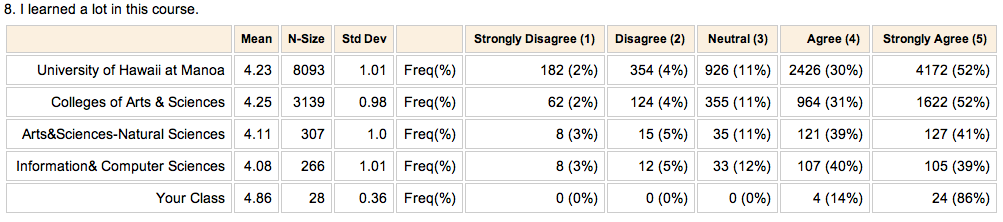 8. I learned a lot in this course.
Mean N-Size Std Dev Strongly Disagree (1) Disagree (2) Neutral (3) Agree (4) Strongly Agree (5)
University of Hawaii at Manoa 4.23 8093 1.01 Freq(%) 182 (2%) 354 (4%) 926 (11%) 2426 (30%) 4172 (52%)
Colleges of Arts & Sciences 4.25 3139 0.98 Freq(%) 62 (2%) 124 (4%) 355 (11%) 964 (31%) 1622 (52%)
Arts&Sciences-Natural Sciences 4.11 307 1.0 Freq(%) 8 (3%) 15 (5%) 35 (11%) 121 (39%) 127 (41%)
Information& Computer Sciences 4.08 266 1.01 Freq(%) 8 (3%) 12 (5%) 33 (12%) 107 (40%) 105 (39%)
Your Class 4.86 28 0.36 Freq(%) 0 (0%) 0 (0%) 0 (0%) 4 (14%) 24 (86%)